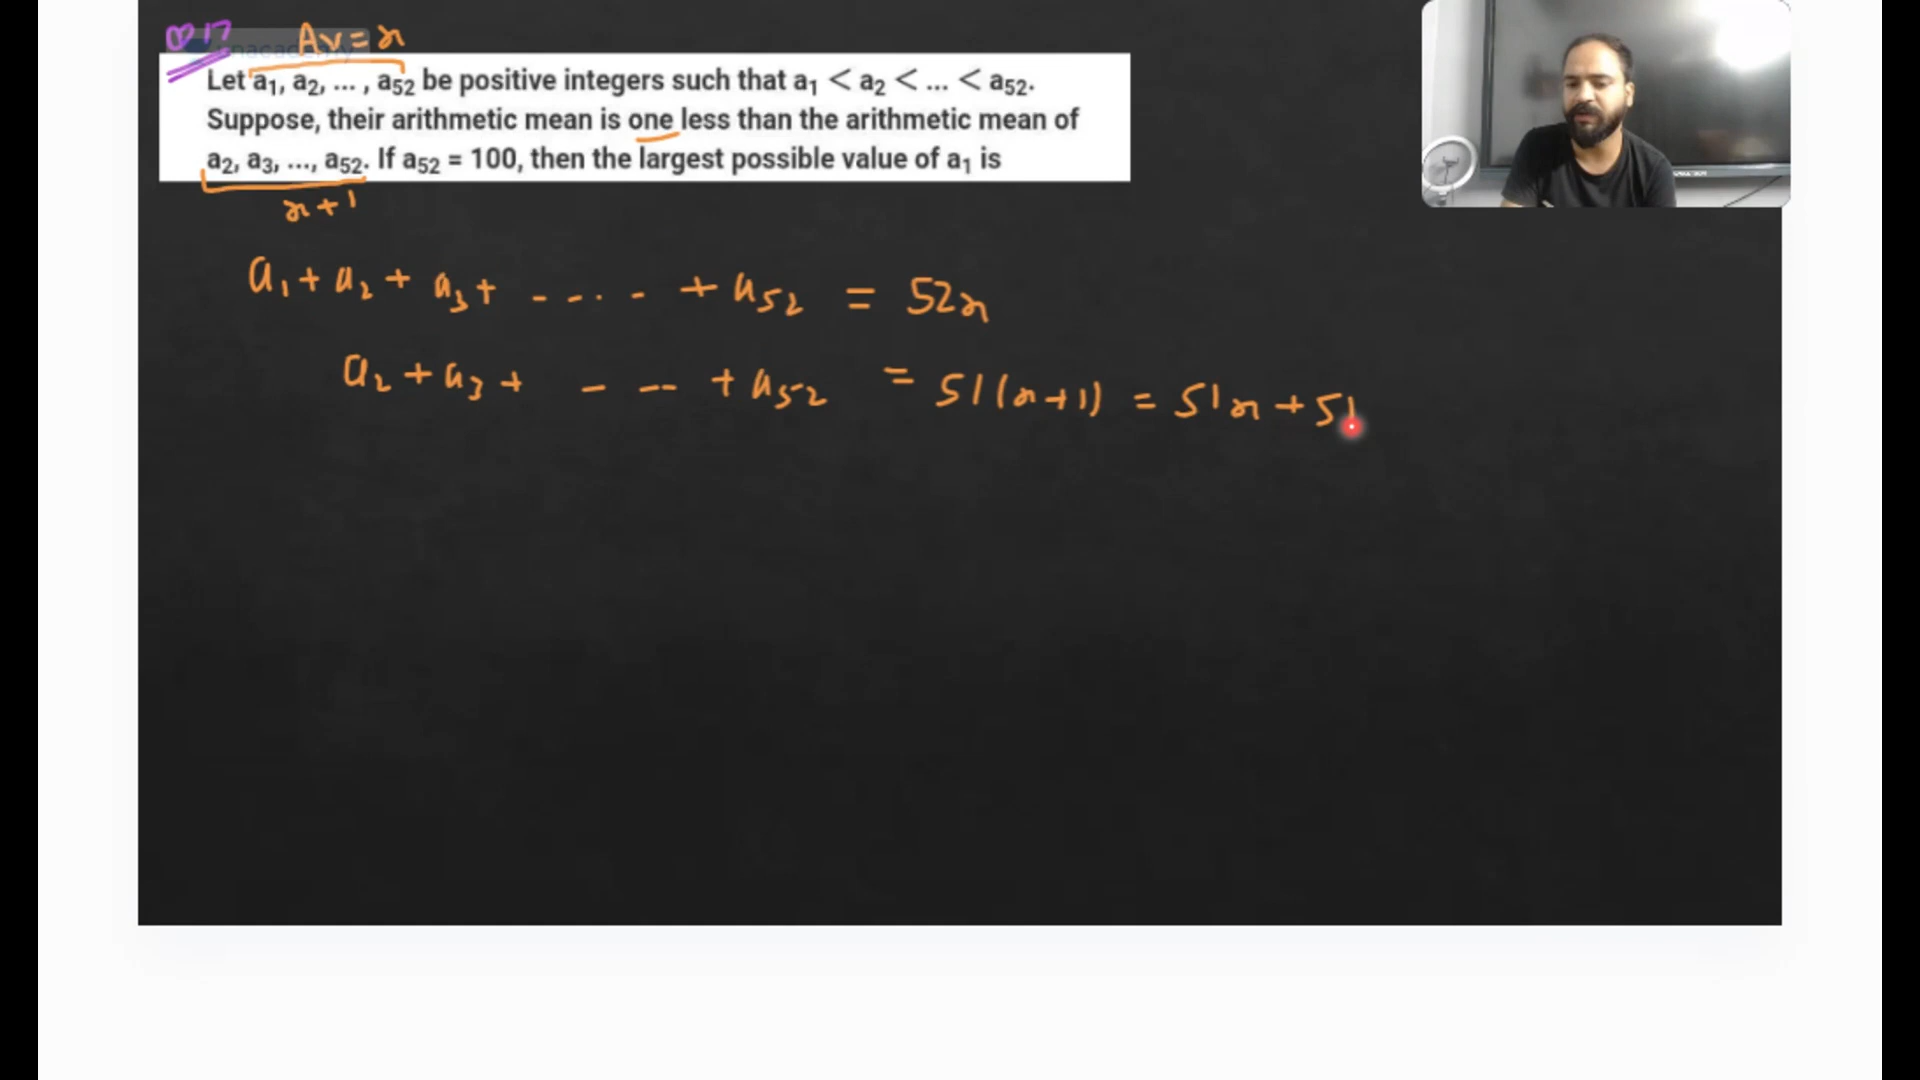 Q 17
Av = x
Let a₁, a₂, ... , a₅₂ be positive integers such that a₁ < a₂ < ... < a₅₂.
Suppose, their arithmetic mean is one less than the arithmetic mean of
a₂, a₃, ..., a₅₂. If a₅₂ = 100, then the largest possible value of a₁ is
x + 1
a₁ + a₂ + a₃ + - - . . - + a₅₂ = 52x
a₂ + a₃ + - - - + a₅₂ = 51(x+1) = 51x + 51